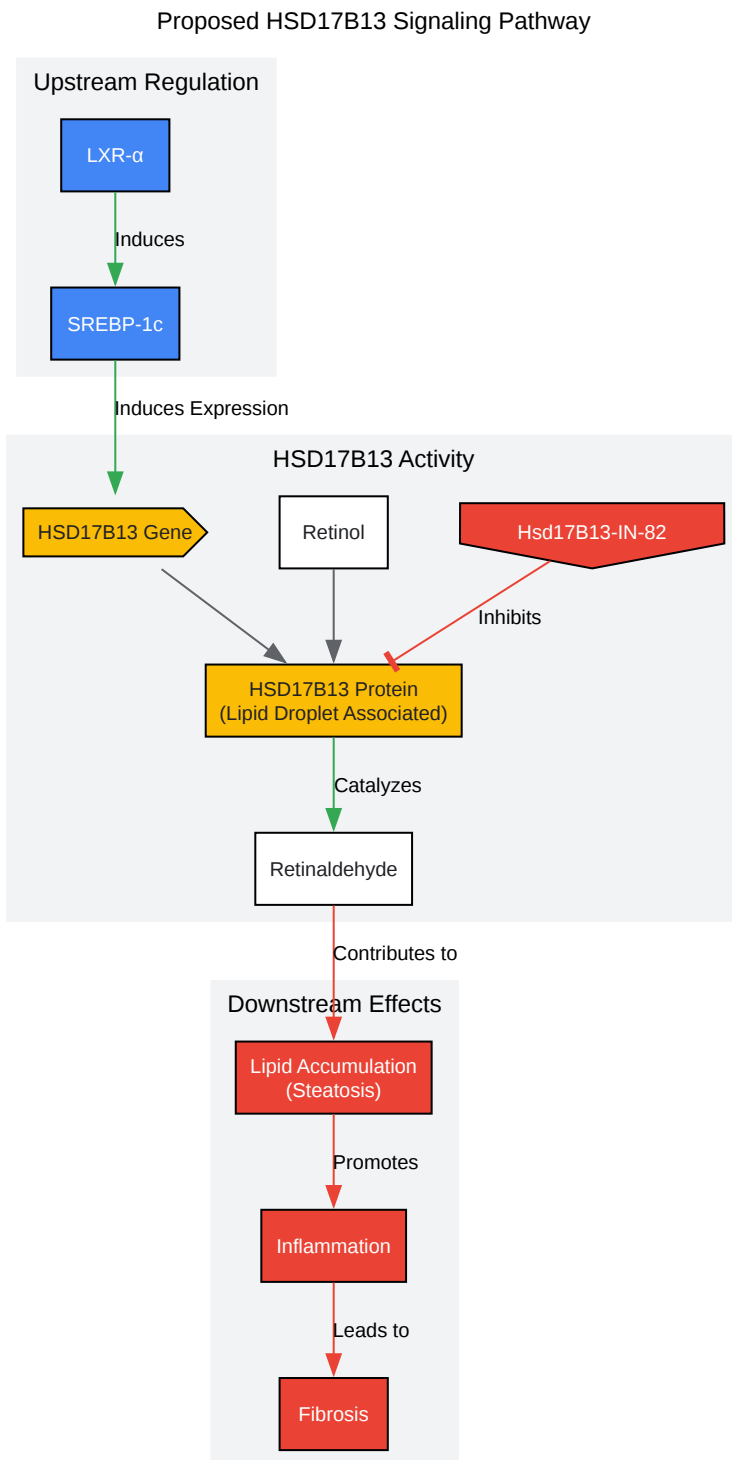 Proposed HSD17B13 Signaling Pathway
Upstream Regulation
LXR-α
Induces
SREBP-1c
Induces Expression
HSD17B13 Activity
HSD17B13 Gene
Retinol
Hsd17B13-IN-82
Inhibits
HSD17B13 Protein
(Lipid Droplet Associated)
Catalyzes
Retinaldehyde
Contributes to
Downstream Effects
Lipid Accumulation
(Steatosis)
Promotes
Inflammation
Leads to
Fibrosis